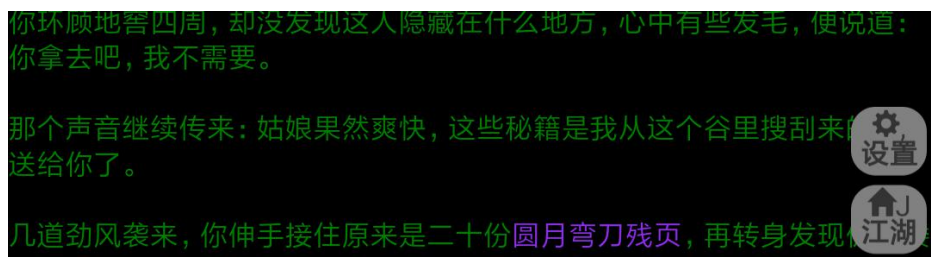 你环顾地窖四周，却没发现这人隐藏在什么地方，心中有些发毛，便说道：
你拿去吧，我不需要。
那个声音继续传来：姑娘果然爽快，这些秘籍是我从这个谷里搜刮来
送给你了。
设置
几道劲风袭来，你伸手接住原来是二十份圆月弯刀残页，再转身发现
江湖